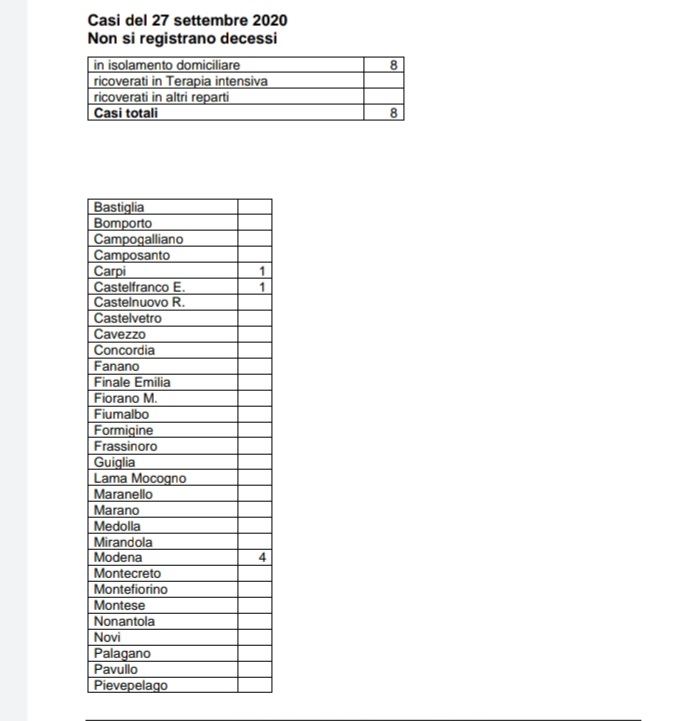 Casi del 27 settembre 2020
Non si registrano decessi
in isolamento domiciliare 8
ricoverati in Terapia intensiva
ricoverati in altri reparti
Casi totali 8
Bastiglia
Bomporto
Campogalliano
Camposanto
Carpi 1
Castelfranco E. 1
Castelnuovo R.
Castelvetro
Cavezzo
Concordia
Fanano
Finale Emilia
Fiorano M.
Fiumalbo
Formigine
Frassinoro
Guiglia
Lama Mocogno
Maranello
Marano
Medolla
Mirandola
Modena 4
Montecreto
Montefiorino
Montese
Nonantola
Novi
Palagano
Pavullo
Pievepelago